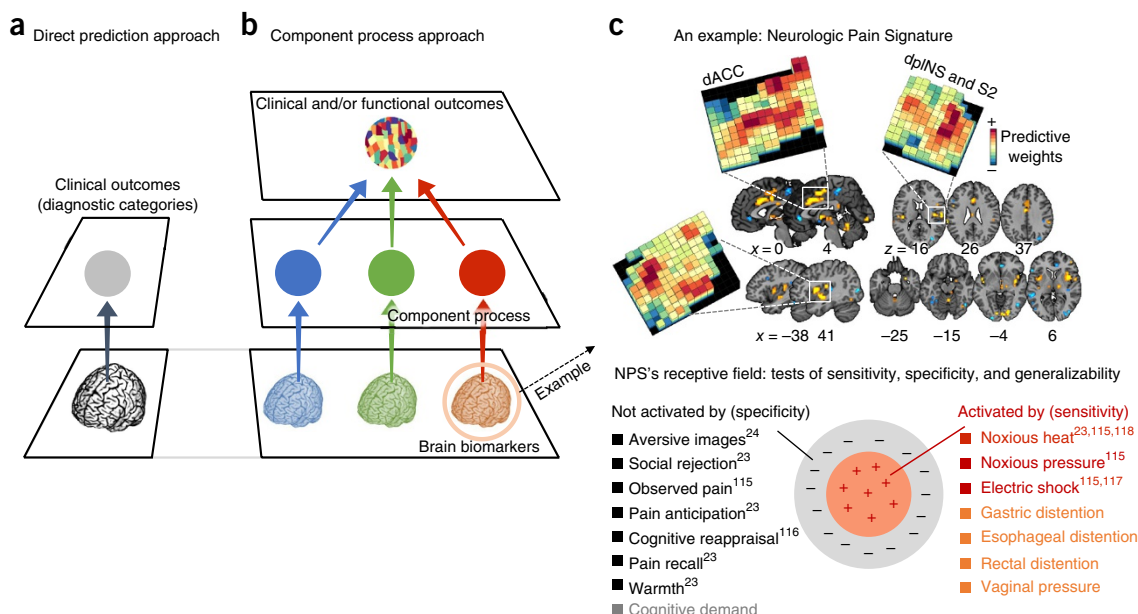 a Direct prediction approach
b Component process approach
c An example: Neurologic Pain Signature
Clinical outcomes
(diagnostic categories)
Clinical and/or functional outcomes
Component process
Brain biomarkers
Example
dACC
dpINS and S2
+
Predictive
weights
–
x = 0 4
z = 16 26 37
x = –38 41
–25 –15 –4 6
NPS's receptive field: tests of sensitivity, specificity, and generalizability
Not activated by (specificity)
Aversive images24
Social rejection23
Observed pain115
Pain anticipation23
Cognitive reappraisal116
Pain recall23
Warmth23
Cognitive demand
Activated by (sensitivity)
Noxious heat23,115,118
Noxious pressure115
Electric shock115,117
Gastric distention
Esophageal distention
Rectal distention
Vaginal pressure